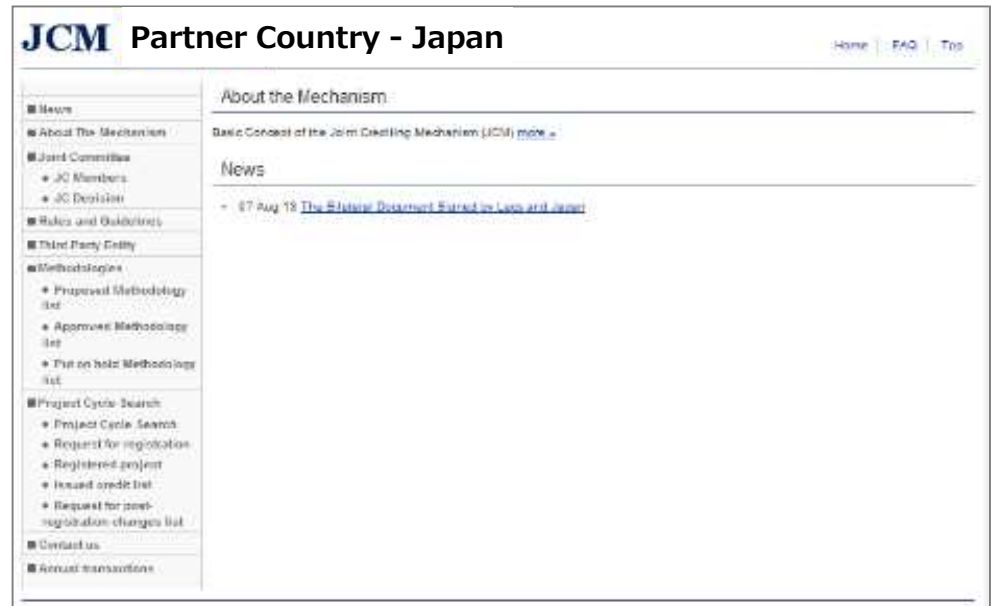 JCM Partner Country - Japan
Home | FAQ | Top
News
About The Mechanism
Joint Committee
JC Members
JC Decision
Rules and Guidelines
Third Party Entity
Methodologies
Proposed Methodology
list
Approved Methodology
list
Put on hold Methodology
list
Project Cycle Search
Project Cycle Search
Request for registration
Registered project
Issued credit list
Request for post-
registration changes list
Contact us
Annual transactions
About the Mechanism
Basic Concept of the Joint Crediting Mechanism (JCM) more »
News
07 Aug 13 The Bilateral Document Signed by Laos and Japan